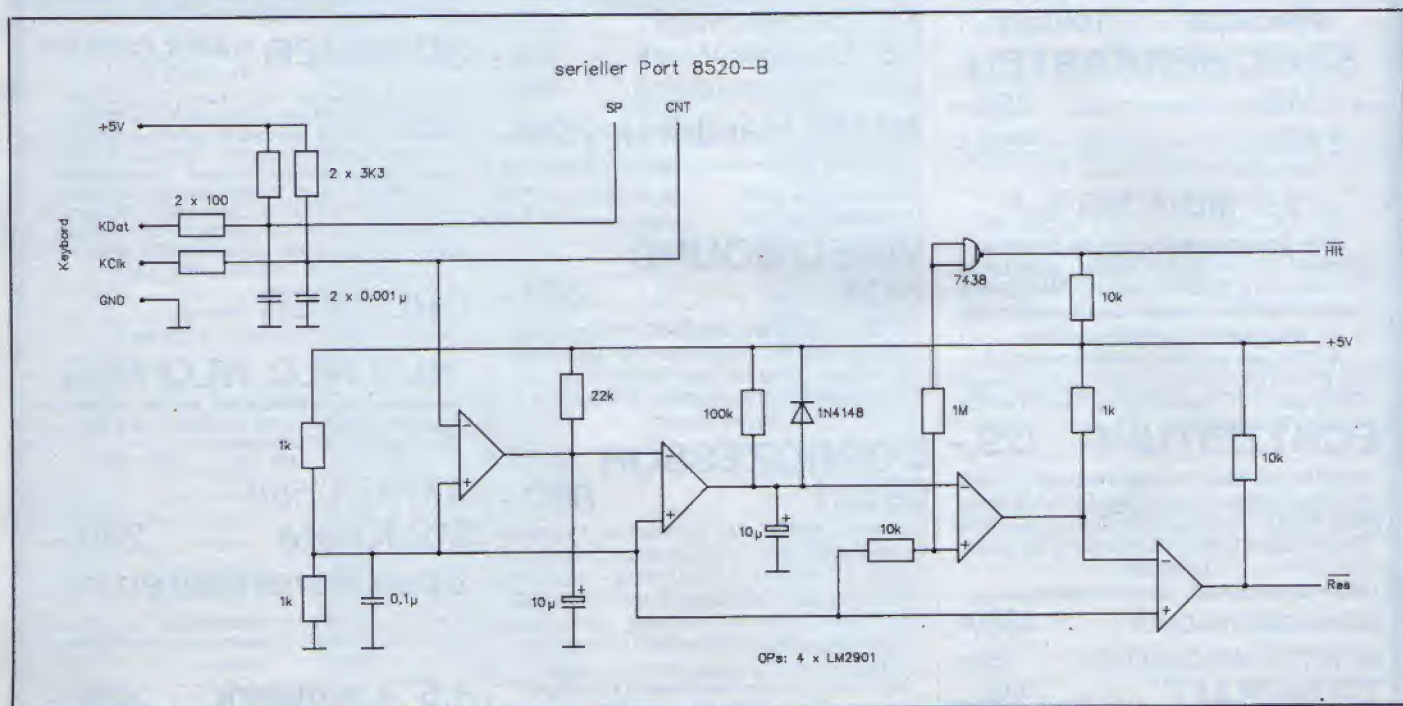 serieller Port 8520-B
SP CNT
+5V
2 x 3K3
2 x 100
Keybord
KDat
KClk
GND
2 x 0,001µ
7438
Hlt
10k
+5V
22k
100k
1N4148
1M
1k
1k
10k
10k
10µ
+
1k
0,1µ
10µ
+
Res
OPs: 4 x LM2901